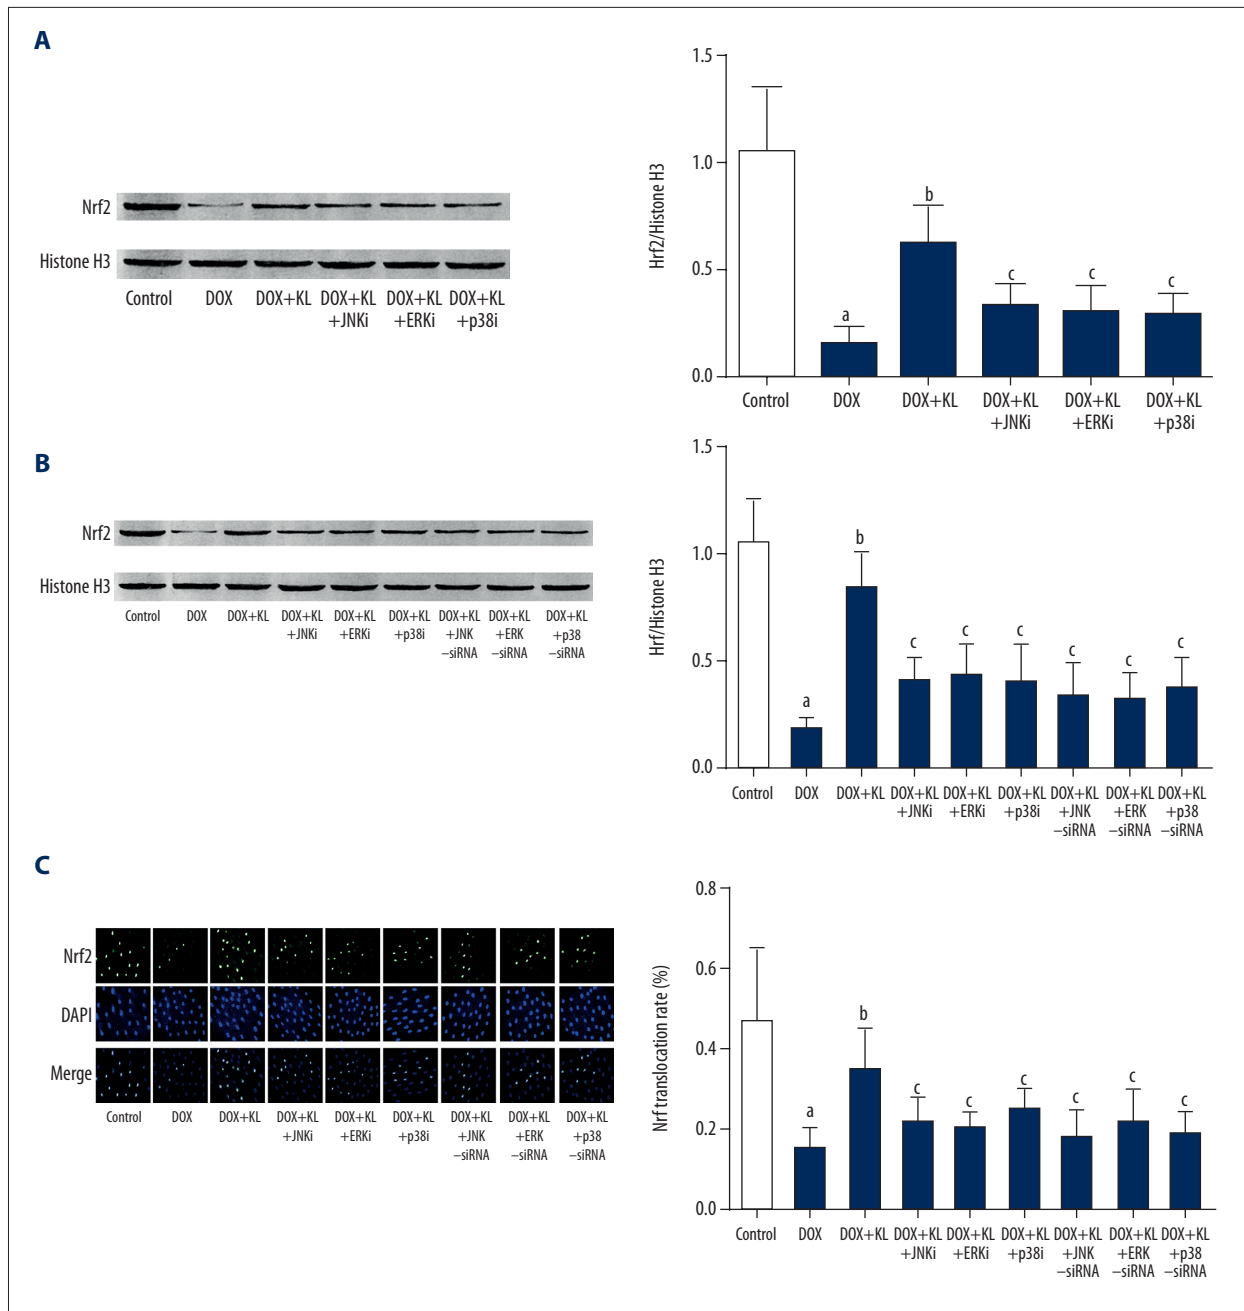 A
Nrf2
Histone H3
Control DOX DOX+KL DOX+KL DOX+KL DOX+KL
+JNKi +ERKi +p38i
Hrf2/Histone H3
1.5
1.0
0.5
0.0
a
b
c
c
c
Control DOX DOX+KL DOX+KL DOX+KL DOX+KL
+JNKi +ERKi +p38i
B
Nrf2
Histone H3
Control DOX DOX+KL DOX+KL DOX+KL DOX+KL DOX+KL DOX+KL DOX+KL
+JNKi +ERKi +p38i +JNK +ERK +p38
–siRNA –siRNA –siRNA
Hrf/Histone H3
1.5
1.0
0.5
0.0
a
b
c
c
c
c
c
c
Control DOX DOX+KL DOX+KL DOX+KL DOX+KL DOX+KL DOX+KL DOX+KL
+JNKi +ERKi +p38i +JNK +ERK +p38
–siRNA –siRNA –siRNA
C
Nrf2
DAPI
Merge
Control DOX DOX+KL DOX+KL DOX+KL DOX+KL DOX+KL DOX+KL DOX+KL
+JNKi +ERKi +p38i +JNK +ERK +p38
–siRNA –siRNA –siRNA
Nrf translocation rate (%)
0.8
0.6
0.4
0.2
0.0
a
b
c
c
c
c
c
c
Control DOX DOX+KL DOX+KL DOX+KL DOX+KL DOX+KL DOX+KL DOX+KL
+JNKi +ERKi +p38i +JNK +ERK +p38
–siRNA –siRNA –siRNA